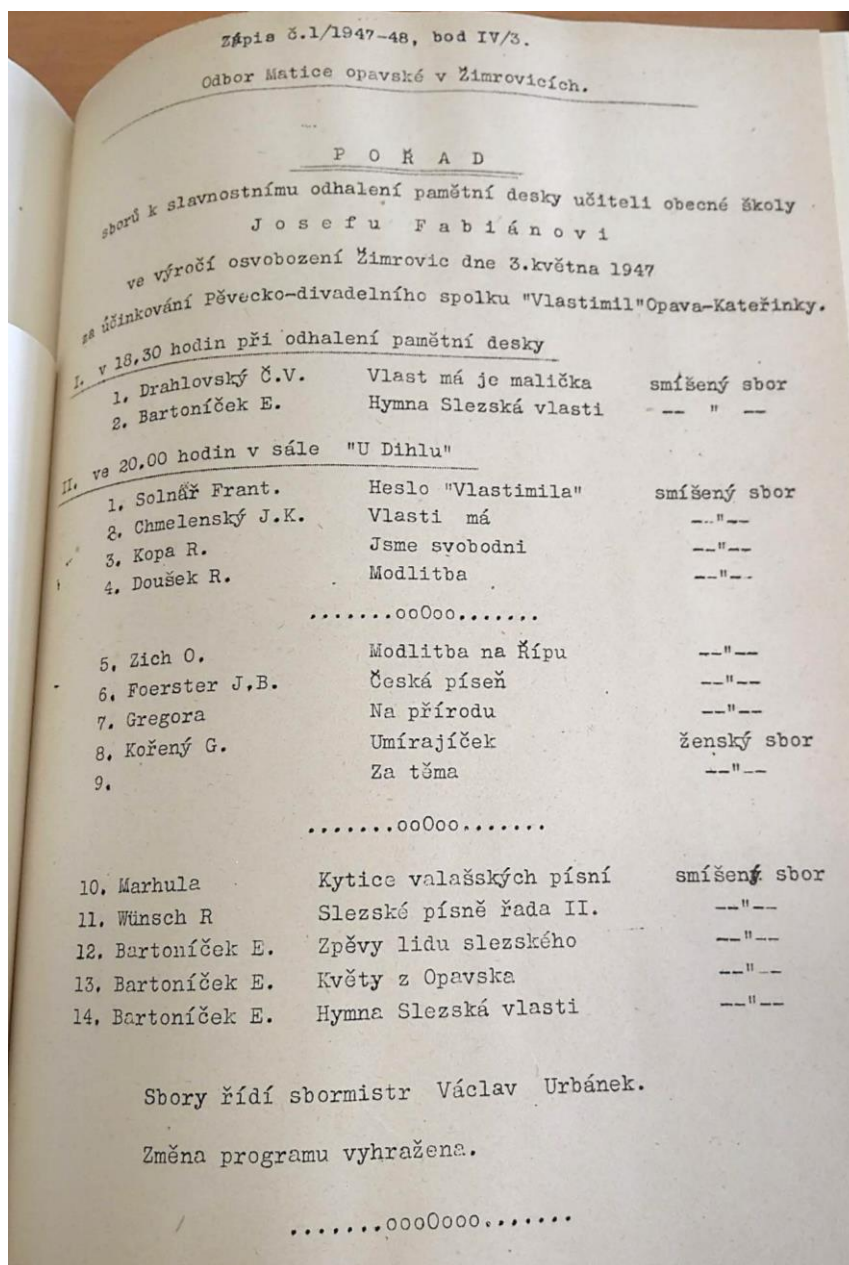 Zápis č.1/1947-48, bod IV/3.
Odbor Matice opavské v Žimrovicích.
P O Ř A D
sborů k slavnostnímu odhalení pamětní desky učiteli obecné školy
J o s e f u F a b i á n o v i
ve výročí osvobození Žimrovic dne 3.května 1947
za účinkování Pěvecko-divadelního spolku "Vlastimil"Opava-Kateřinky.
I. v 18,30 hodin při odhalení pamětní desky
1. Drahlovský Č.V. Vlast má je malička smíšený sbor
2. Bartoníček E. Hymna Slezská vlasti -- " --
II. ve 20,00 hodin v sále "U Dihlu"
1. Solnář Frant. Heslo "Vlastimila" smíšený sbor
2. Chmelenský J.K. Vlasti má --"--
3. Kopa R. Jsme svobodni --"--
4. Doušek R. Modlitba --"--
.......ooOoo.......
5. Zich O. Modlitba na Řípu --"--
6. Foerster J.B. Česká píseň --"--
7. Gregora Na přírodu --"--
8. Kořený G. Umírajíček ženský sbor
9. Za těma --"--
.......ooOoo.......
10. Marhula Kytice valašských písní smíšený sbor
11. Wünsch R Slezské písně řada II. --"--
12. Bartoníček E. Zpěvy lidu slezského --"--
13. Bartoníček E. Květy z Opavska --"--
14. Bartoníček E. Hymna Slezská vlasti --"--
Sbory řídí sbormistr Václav Urbánek.
Změna programu vyhražena.
.......oooOooo.......